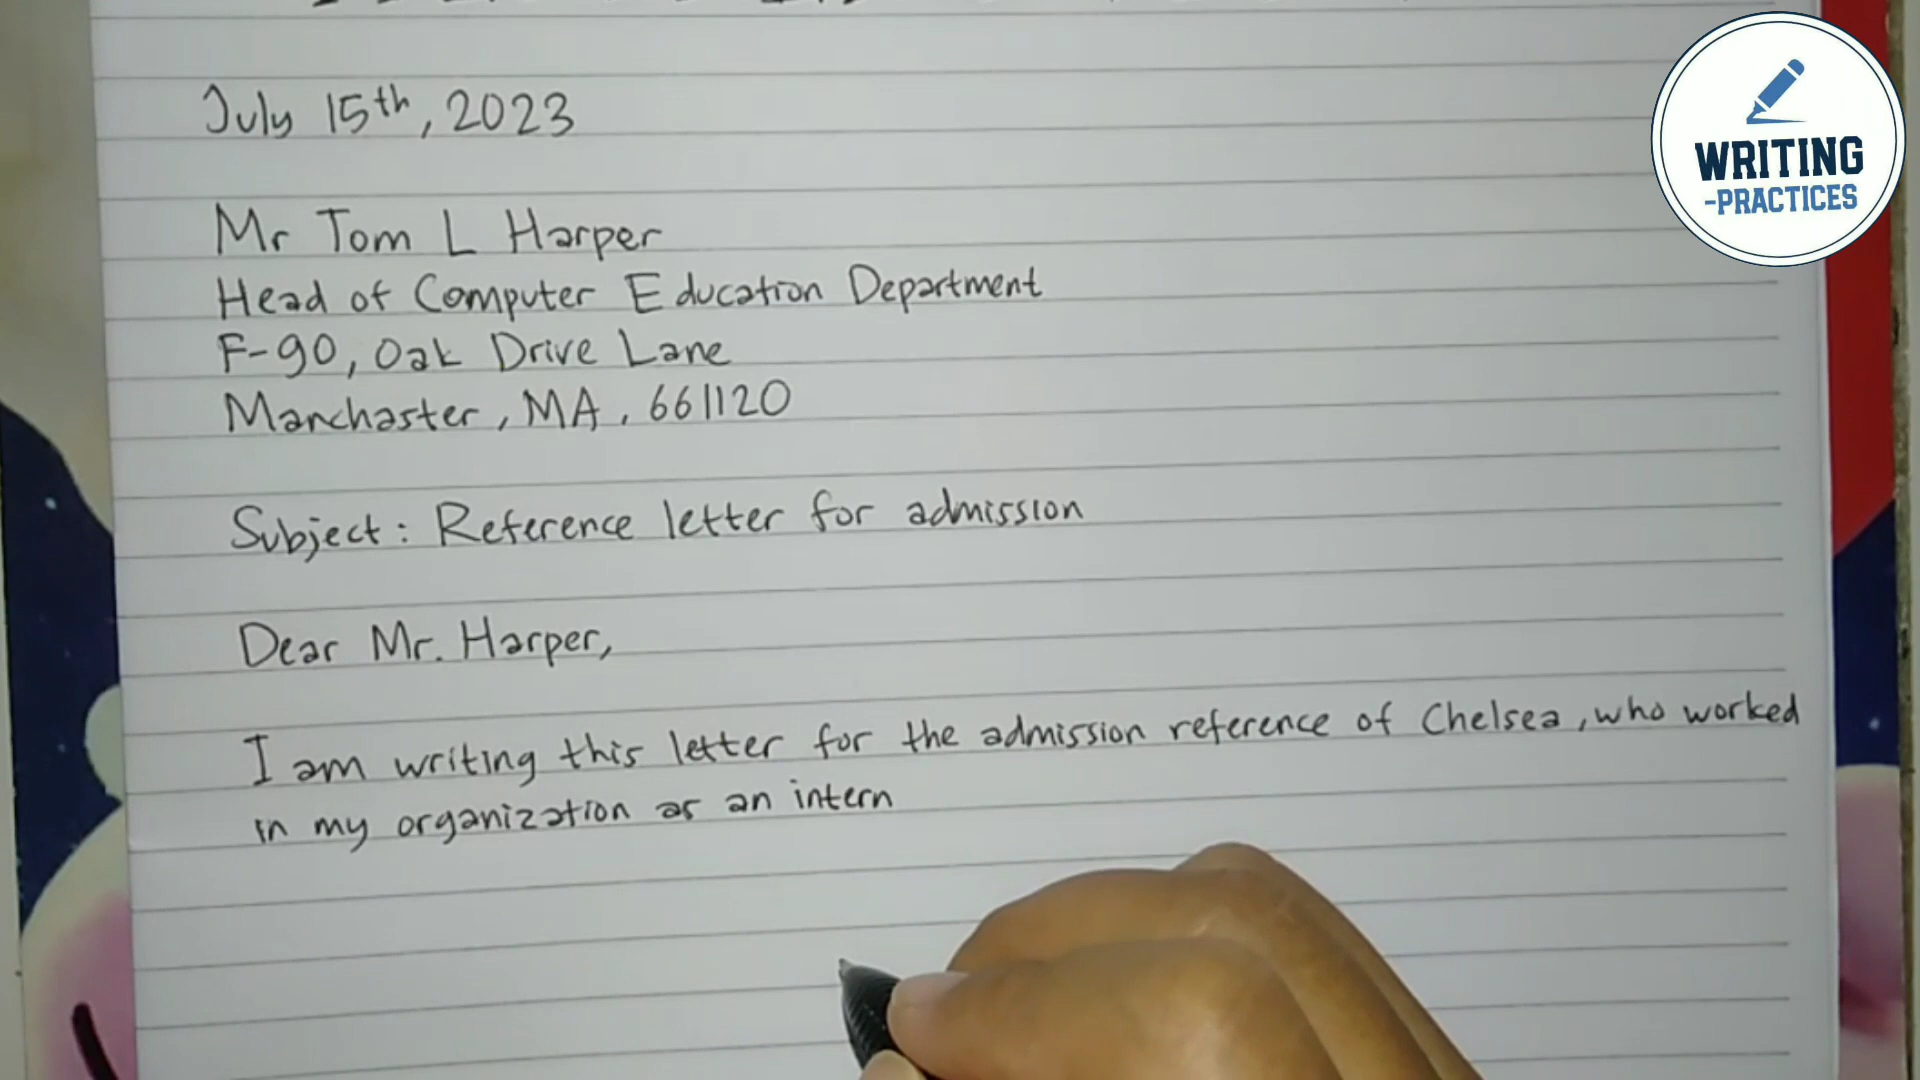 July 15th, 2023
Mr Tom L Harper
Head of Computer Education Department
F-90, Oak Drive Lane
Manchaster, MA, 661120
Subject: Reference letter for admission
Dear Mr. Harper,
I am writing this letter for the admission reference of Chelsea, who worked
in my organization as an intern
WRITING
-PRACTICES